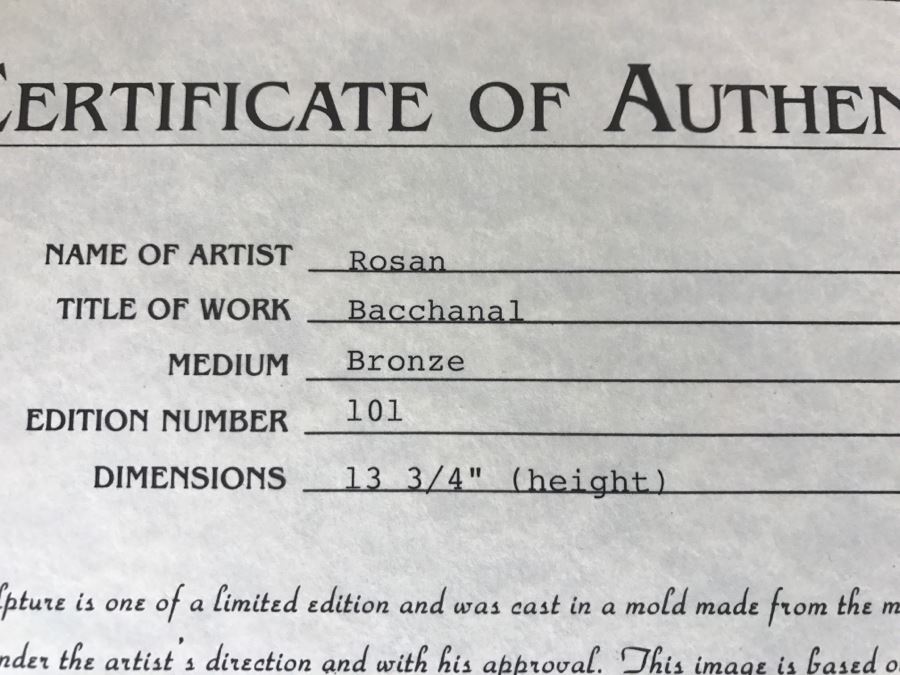 CERTIFICATE OF AUTHEN
NAME OF ARTIST Rosan
TITLE OF WORK Bacchanal
MEDIUM Bronze
EDITION NUMBER 101
DIMENSIONS 13 3/4" (height)
lpture is one of a limited edition and was cast in a mold made from the m
nder the artist's direction and with his approval. This image is based o